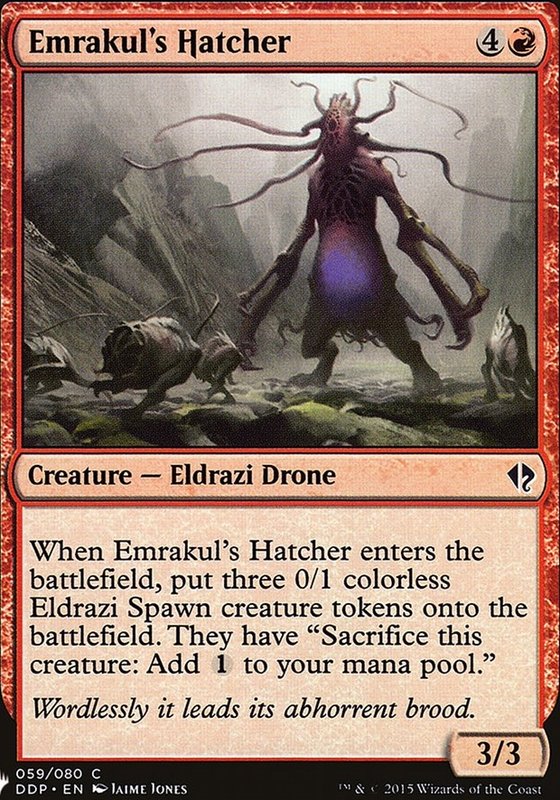 Emrakul's Hatcher 4
Creature — Eldrazi Drone
When Emrakul's Hatcher enters the
battlefield, put three 0/1 colorless
Eldrazi Spawn creature tokens onto the
battlefield. They have “Sacrifice this
creature: Add 1 to your mana pool.”
Wordlessly it leads its abhorrent brood.
3/3
059/080 C
DDP • EN Jaime Jones
™ & © 2015 Wizards of the Coast